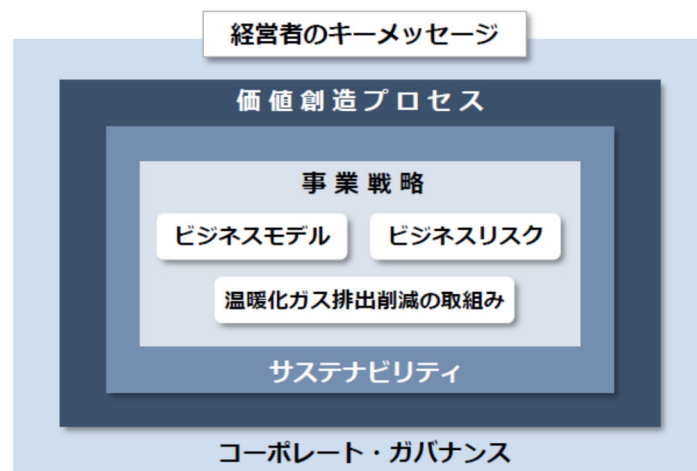 経営者のキーメッセージ
価値創造プロセス
事業戦略
ビジネスモデル
ビジネスリスク
温暖化ガス排出削減の取組み
サステナビリティ
コーポレート・ガバナンス